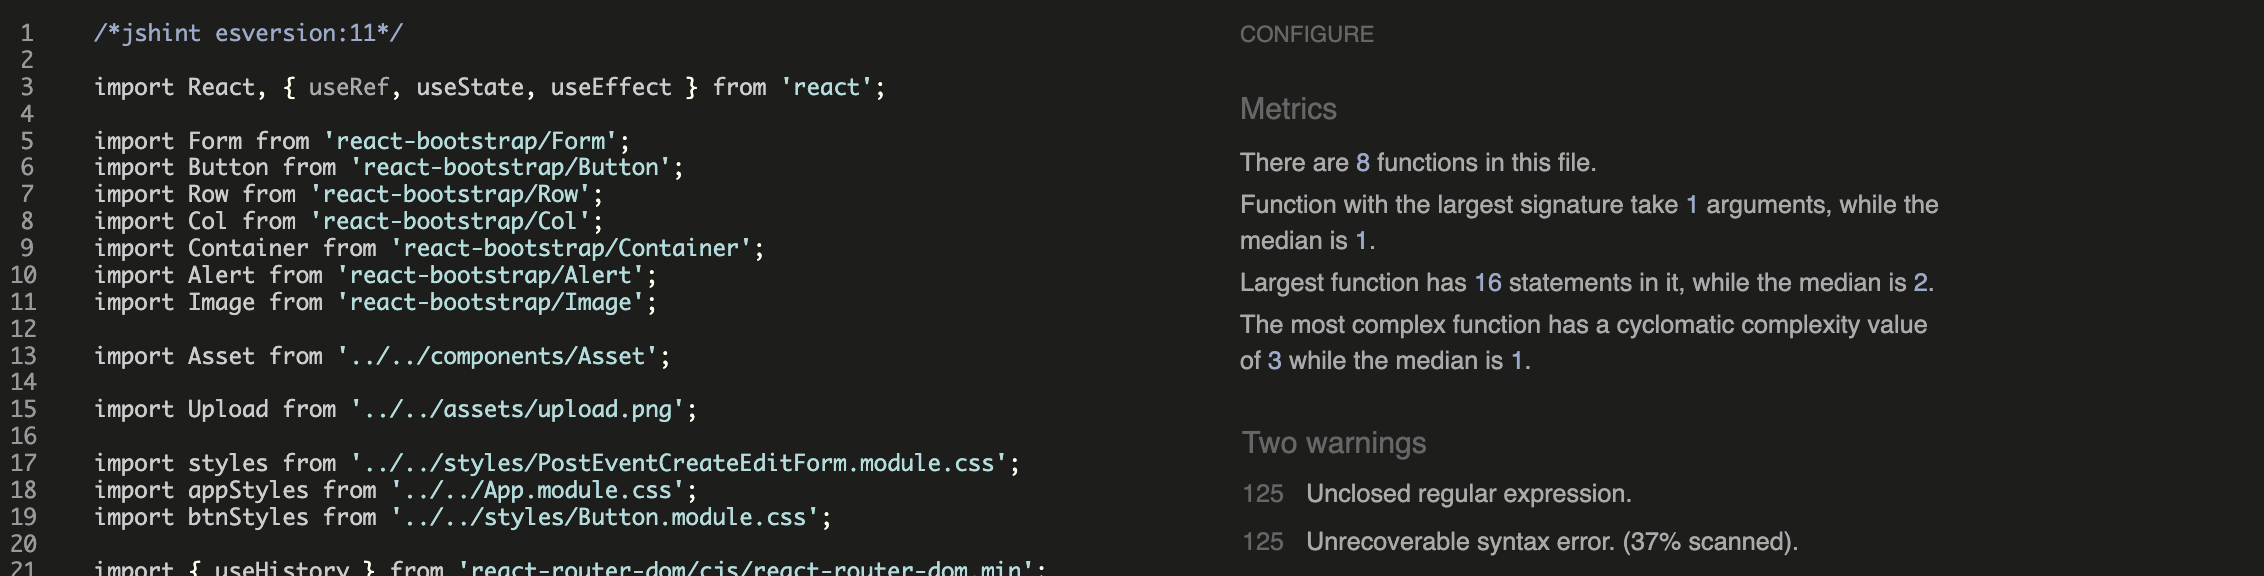 1 /*jshint esversion:11*/
2
3 import React, { useRef, useState, useEffect } from 'react';
4
5 import Form from 'react-bootstrap/Form';
6 import Button from 'react-bootstrap/Button';
7 import Row from 'react-bootstrap/Row';
8 import Col from 'react-bootstrap/Col';
9 import Container from 'react-bootstrap/Container';
10 import Alert from 'react-bootstrap/Alert';
11 import Image from 'react-bootstrap/Image';
12
13 import Asset from '../../components/Asset';
14
15 import Upload from '../../assets/upload.png';
16
17 import styles from '../../styles/PostEventCreateEditForm.module.css';
18 import appStyles from '../../App.module.css';
19 import btnStyles from '../../styles/Button.module.css';
20
21 import { useHistory } from 'react-router-dom/cjs/react-router-dom.min';
CONFIGURE
Metrics
There are 8 functions in this file.
Function with the largest signature take 1 arguments, while the
median is 1.
Largest function has 16 statements in it, while the median is 2.
The most complex function has a cyclomatic complexity value
of 3 while the median is 1.
Two warnings
125 Unclosed regular expression.
125 Unrecoverable syntax error. (37% scanned).